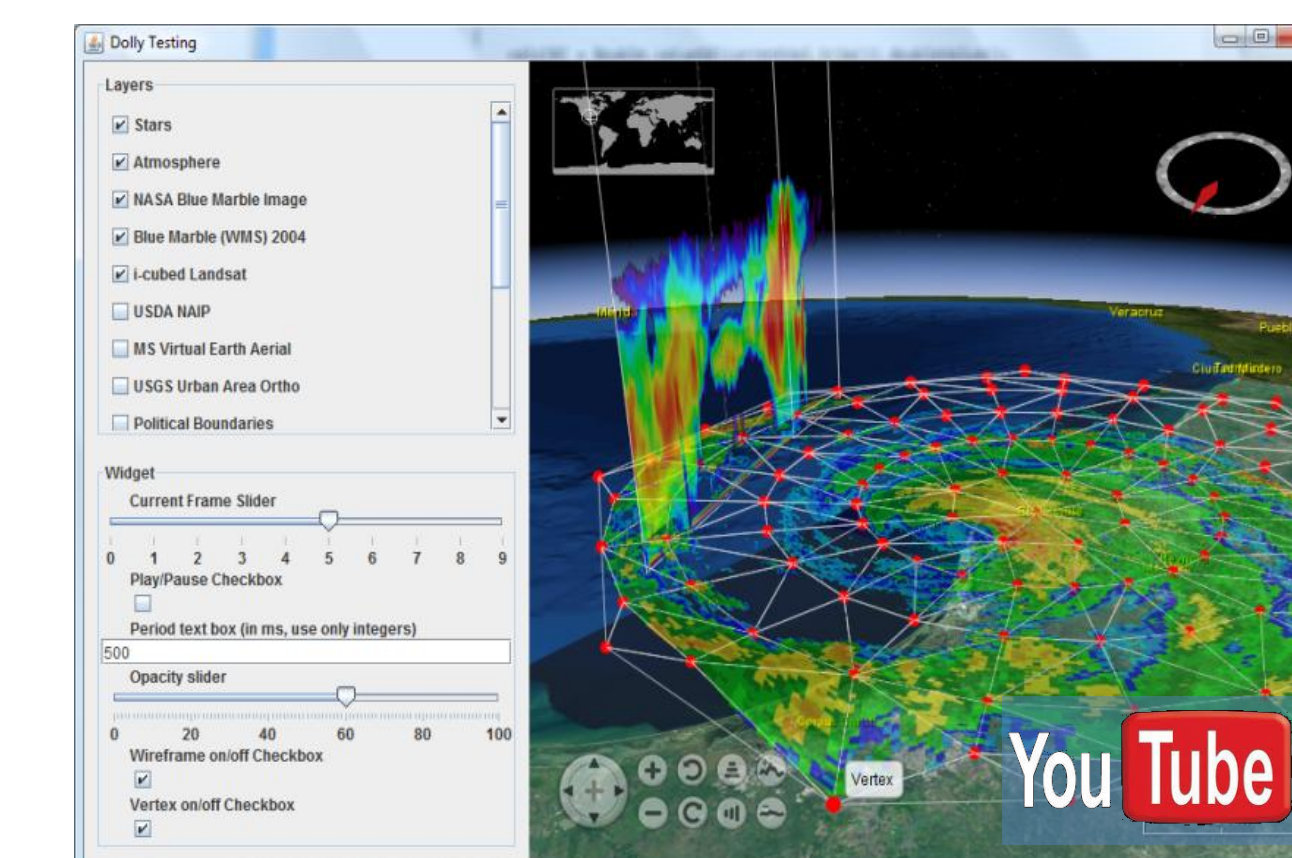 Dolly Testing
Layers
Stars
Atmosphere
NASA Blue Marble Image
Blue Marble (WMS) 2004
i-cubed Landsat
USDA NAIP
MS Virtual Earth Aerial
USGS Urban Area Ortho
Political Boundaries
Widget
Current Frame Slider
0 1 2 3 4 5 6 7 8 9
Play/Pause Checkbox
Period text box (in ms, use only integers)
500
Opacity slider
0 20 40 60 80 100
Wireframe on/off Checkbox
Vertex on/off Checkbox
Veracruz
Vertex
You Tube